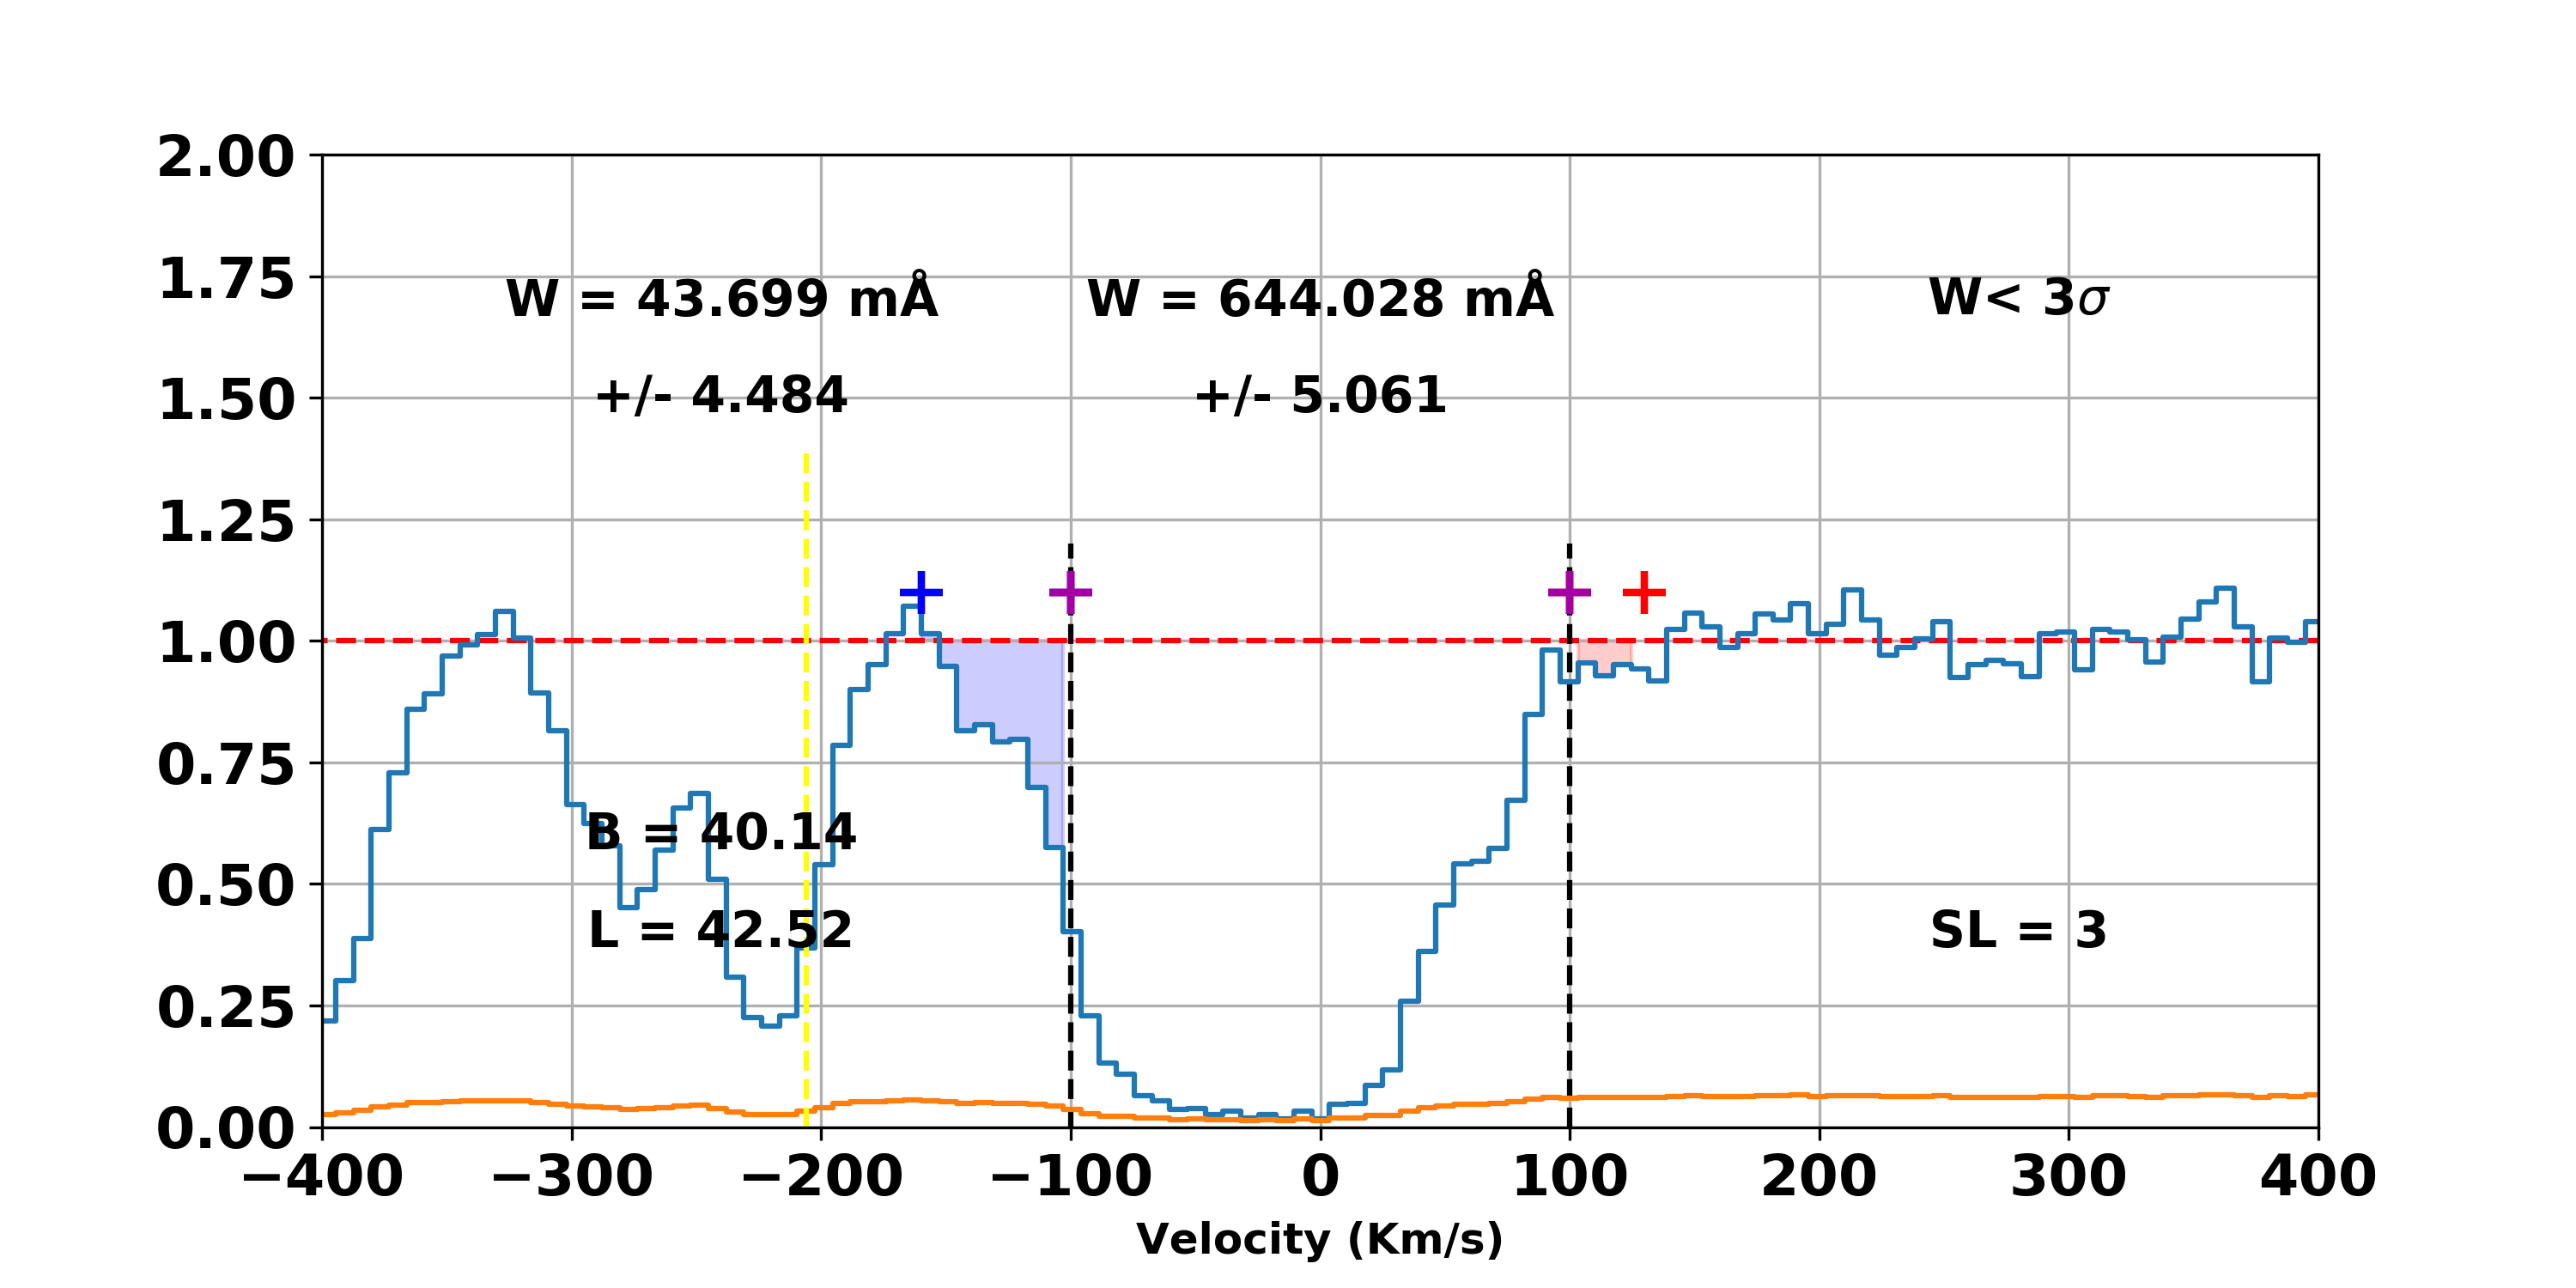 2.00
1.75
1.50
1.25
1.00
0.75
0.50
0.25
0.00
W = 43.699 mÅ
+/- 4.484
W = 644.028 mÅ
+/- 5.061
W< 3σ
B = 40.14
L = 42.52
SL = 3
−400 −300 −200 −100 0 100 200 300 400
Velocity (Km/s)